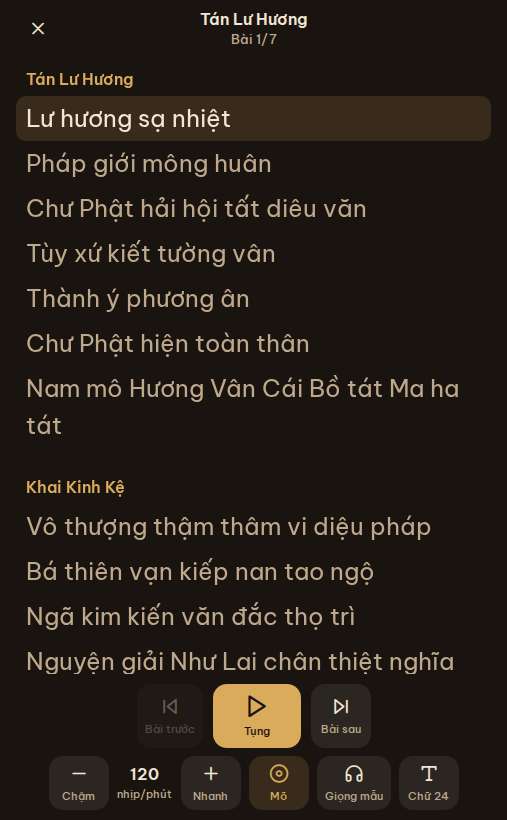 Tán Lư Hương
Bài 1/7
Tán Lư Hương
Lư hương sạ nhiệt
Pháp giới mông huân
Chư Phật hải hội tất diêu văn
Tùy xứ kiết tường vân
Thành ý phương ân
Chư Phật hiện toàn thân
Nam mô Hương Vân Cái Bồ tát Ma ha
tát
Khai Kinh Kệ
Vô thượng thậm thâm vi diệu pháp
Bá thiên vạn kiếp nan tao ngộ
Ngã kim kiến văn đắc thọ trì
Nguyện giải Như Lai chân thiệt nghĩa
Bài trước
Tụng
Bài sau
Chậm
120
nhịp/phút
Nhanh
Mõ
Giọng mẫu
Chữ 24